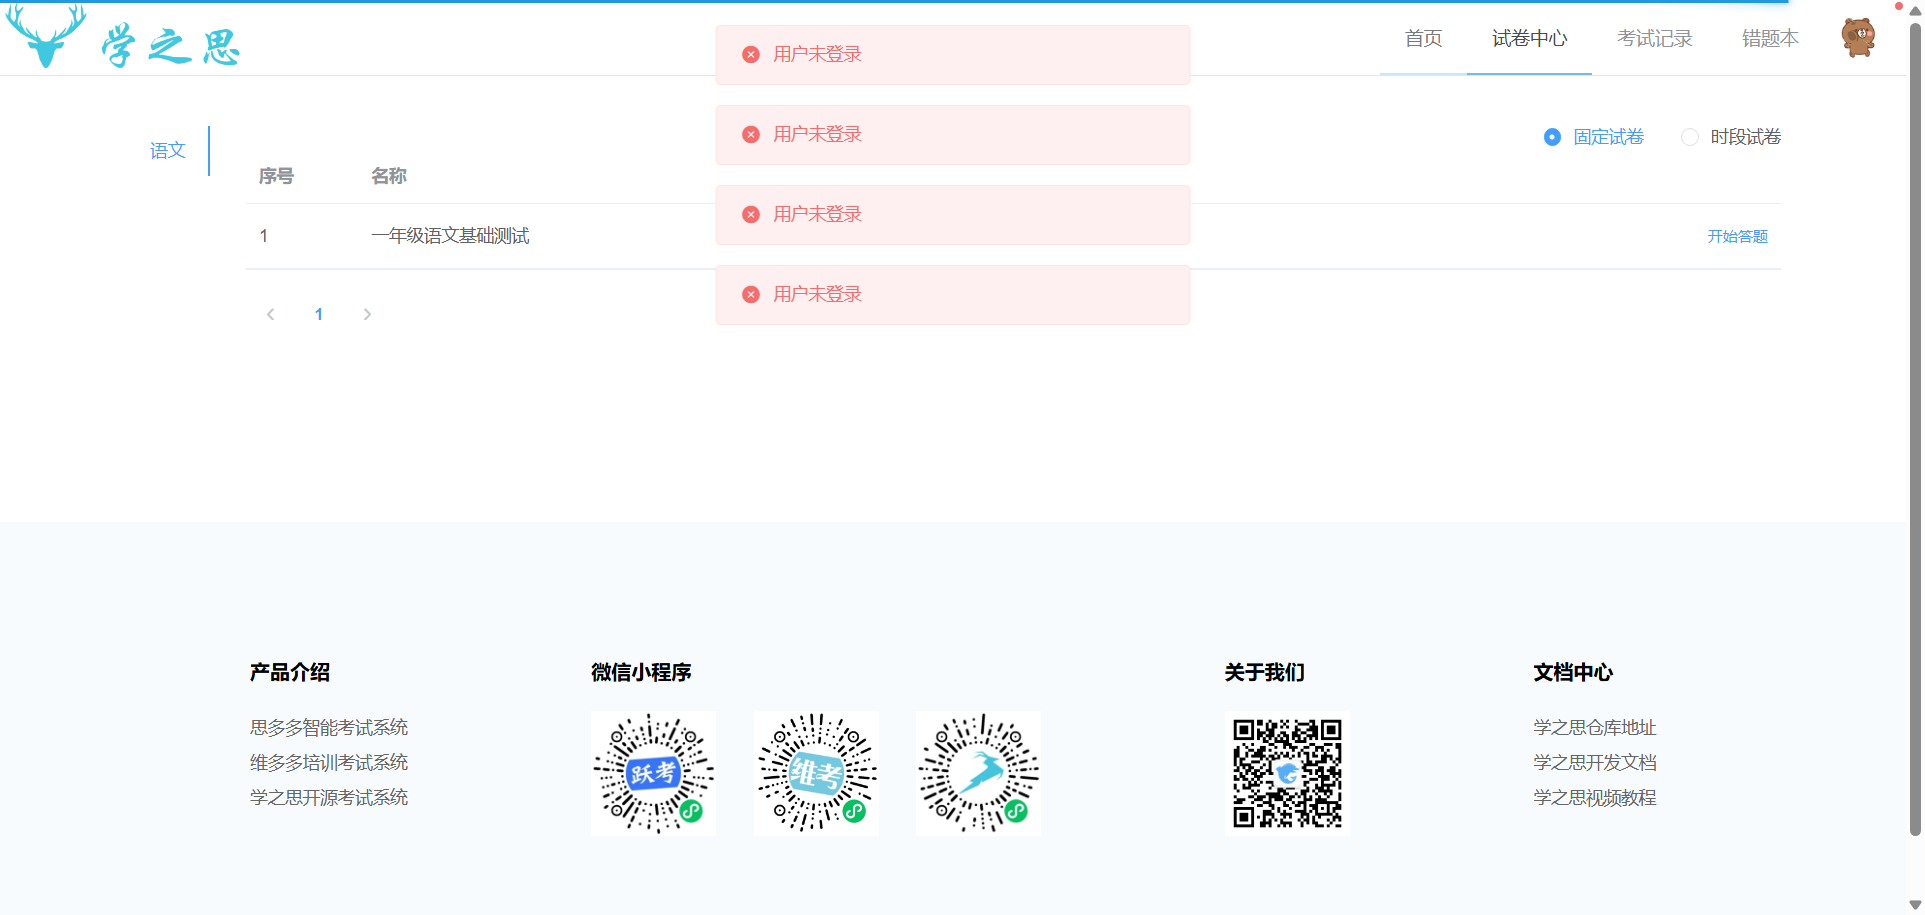 学之思
首页 试卷中心 考试记录 错题本
用户未登录
用户未登录
用户未登录
用户未登录
语文
固定试卷 时段试卷
序号 名称
1 一年级语文基础测试 开始答题
1
产品介绍
思多多智能考试系统
维多多培训考试系统
学之思开源考试系统
微信小程序
跃考
维考
关于我们
文档中心
学之思仓库地址
学之思开发文档
学之思视频教程